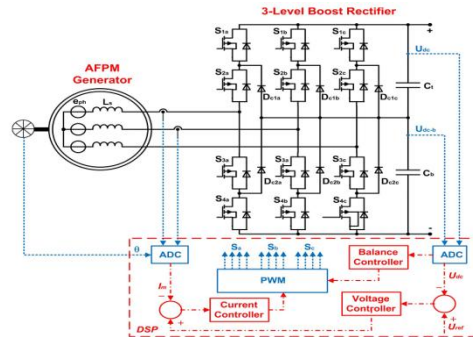 3-Level Boost Rectifier
AFPM
Generator
S1a
S1b
S1c
Udc
+
eph
Ls
S2a
S2b
S2c
Dc1a
Dc1b
Dc1c
Ct
Udc-b
S3a
S3b
S3c
Dc2a
Dc2b
Dc2c
Cb
S4a
S4b
S4c
-
θ
ADC
Sa
Sb
Sc
PWM
Balance
Controller
ADC
Im
Udc
Current
Controller
Voltage
Controller
−
+
−
+
DSP
Uref